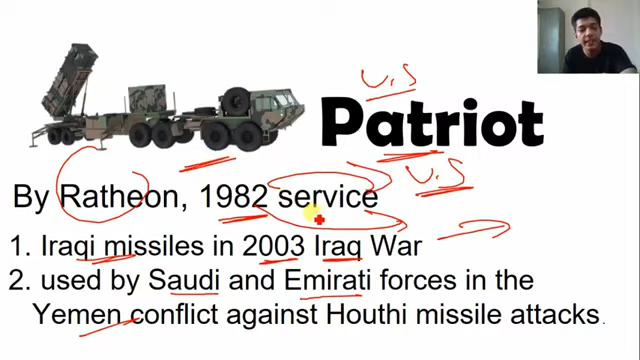 U.S
Patriot
U.S
By Ratheon, 1982 service
1. Iraqi missiles in 2003 Iraq War
2. used by Saudi and Emirati forces in the
Yemen conflict against Houthi missile attacks.